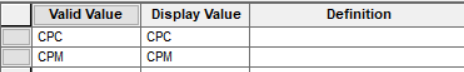 Valid Value Display Value Definition
CPC CPC
CPM CPM